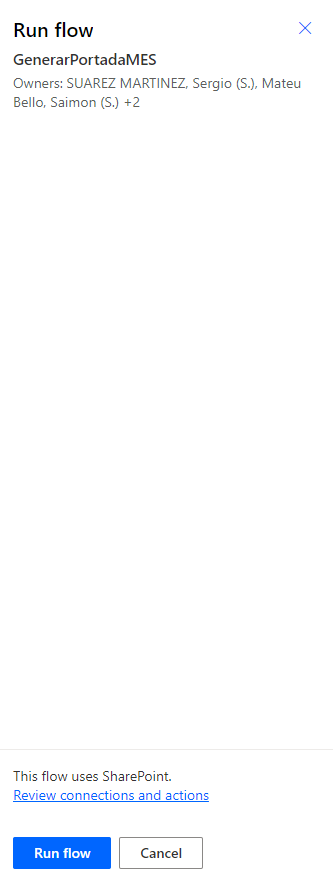 Run flow
GenerarPortadaMES
Owners: SUAREZ MARTINEZ, Sergio (S.), Mateu
Bello, Saimon (S.) +2
This flow uses SharePoint.
Review connections and actions
Run flow
Cancel